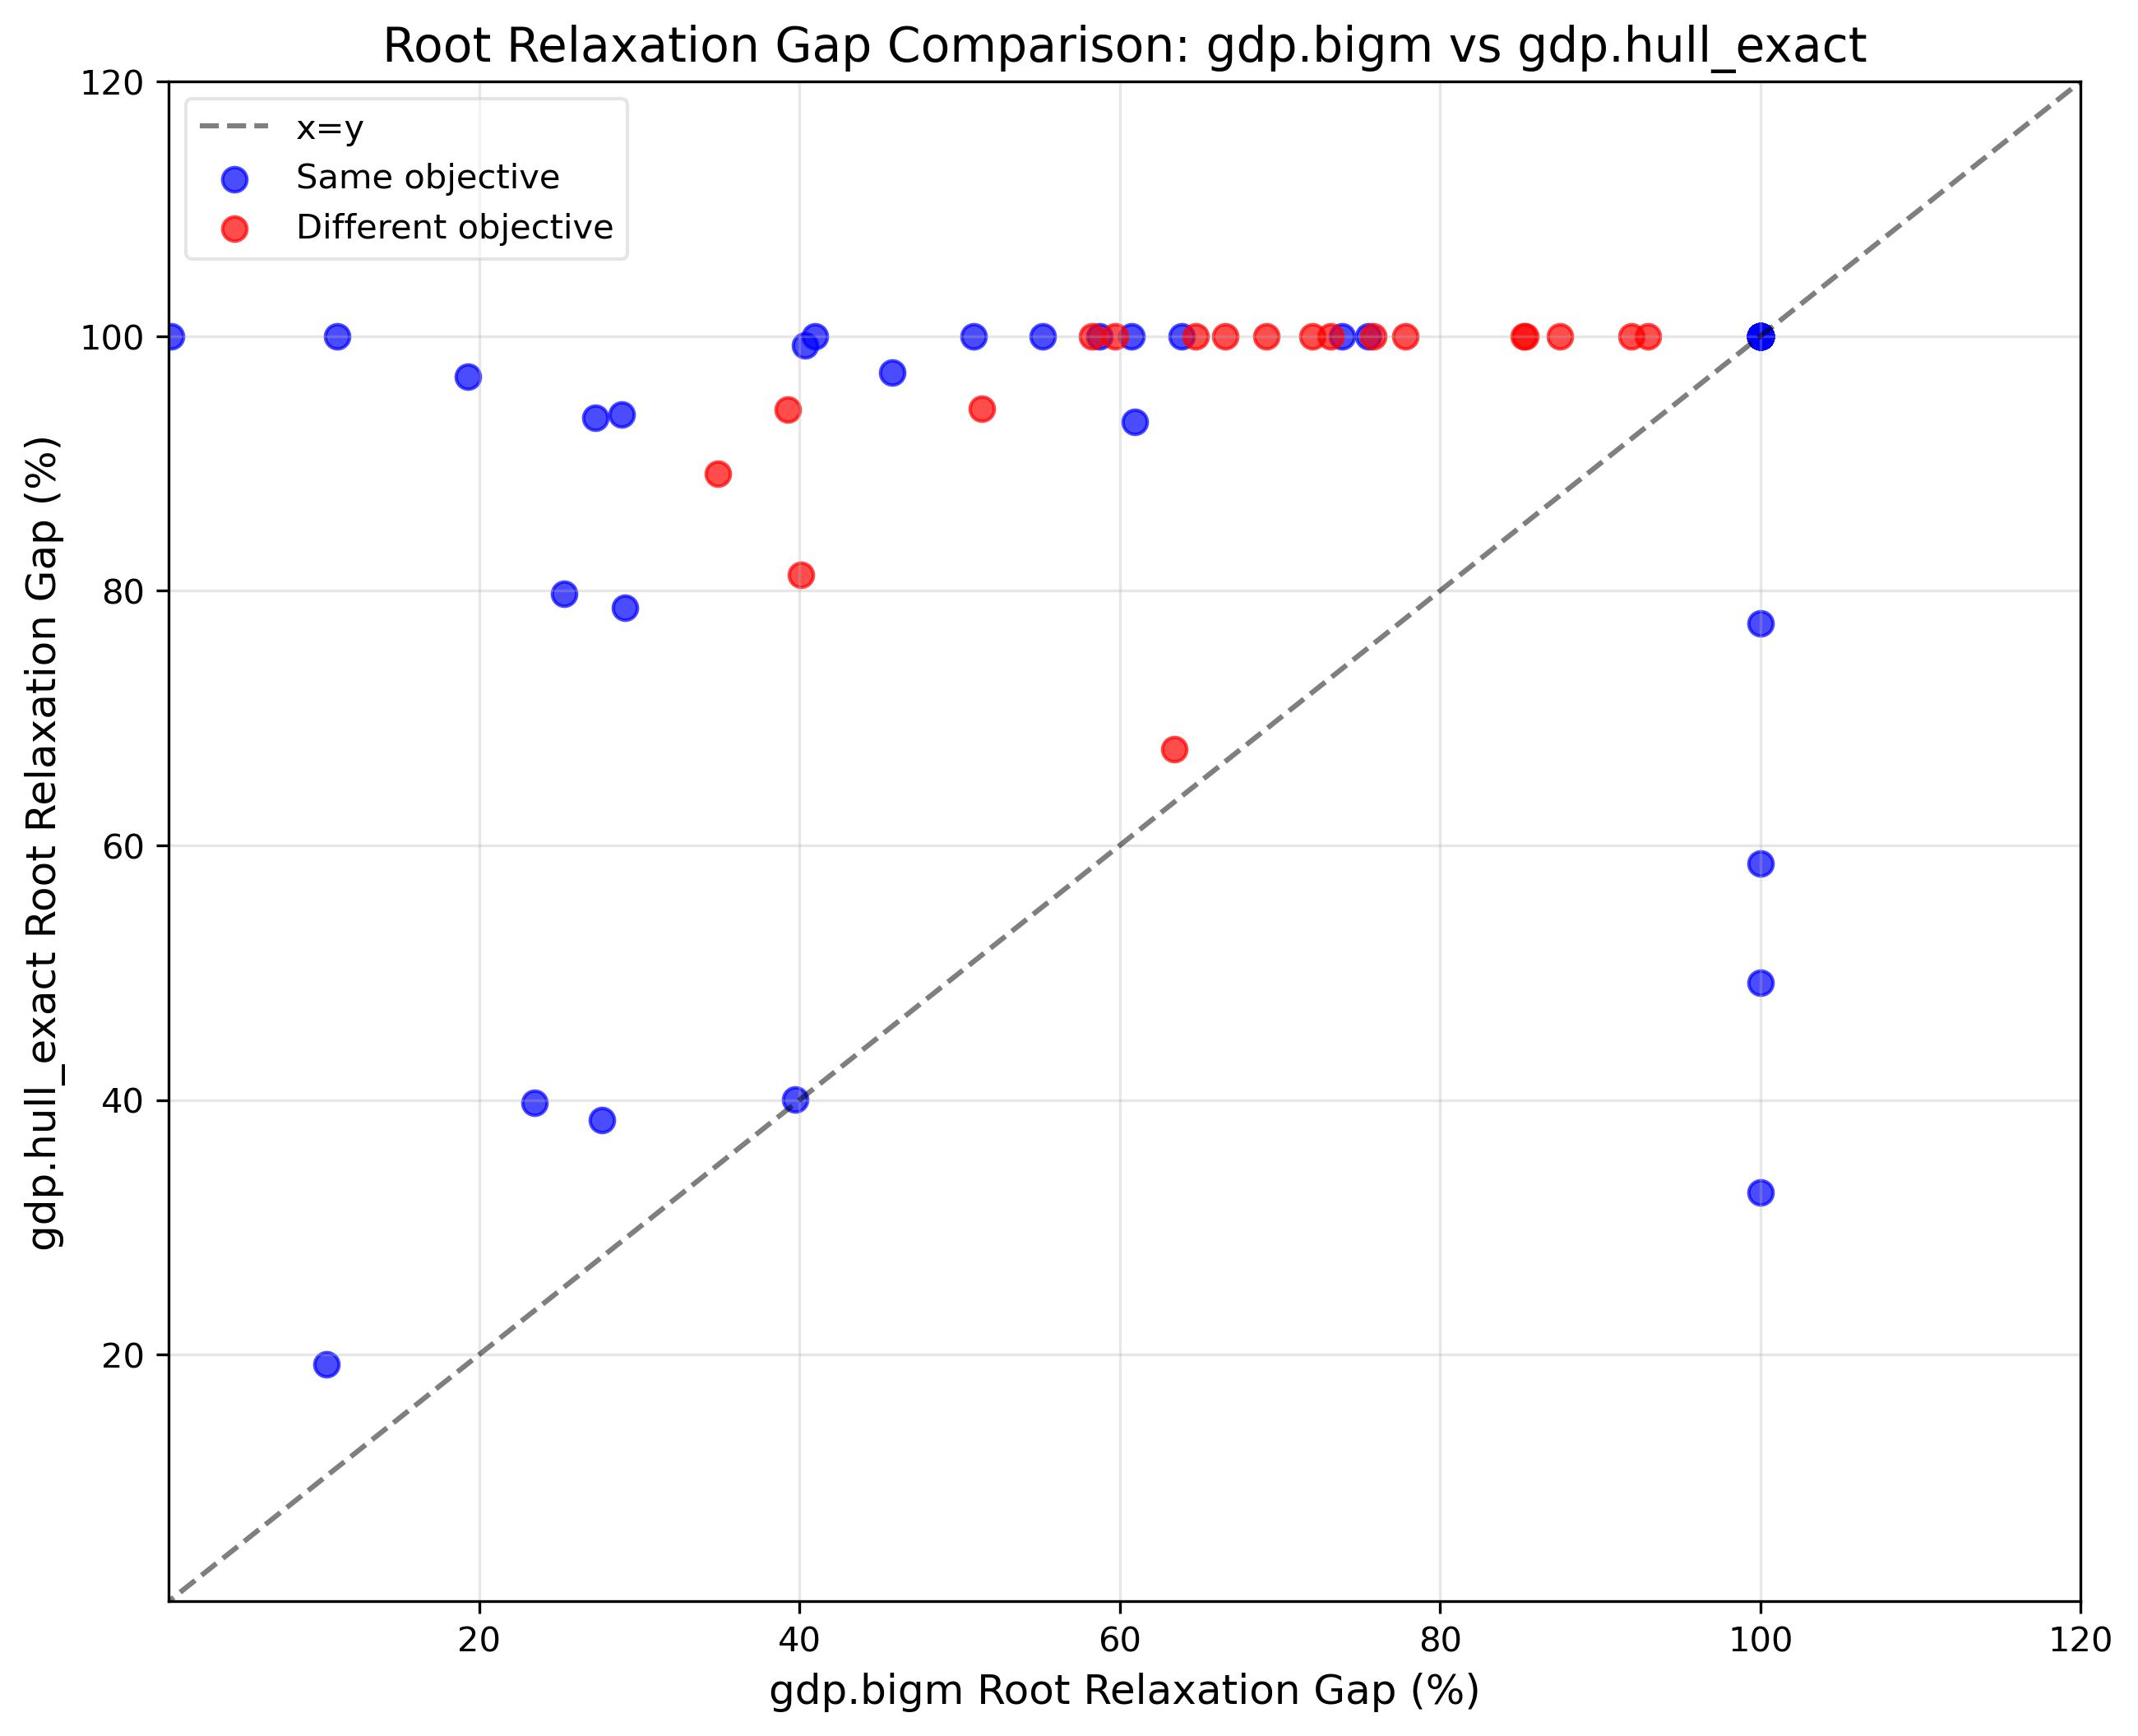 Root Relaxation Gap Comparison: gdp.bigm vs gdp.hull_exact
120
100
80
60
40
20
gdp.hull_exact Root Relaxation Gap (%)
x=y
Same objective
Different objective
20 40 60 80 100 120
gdp.bigm Root Relaxation Gap (%)